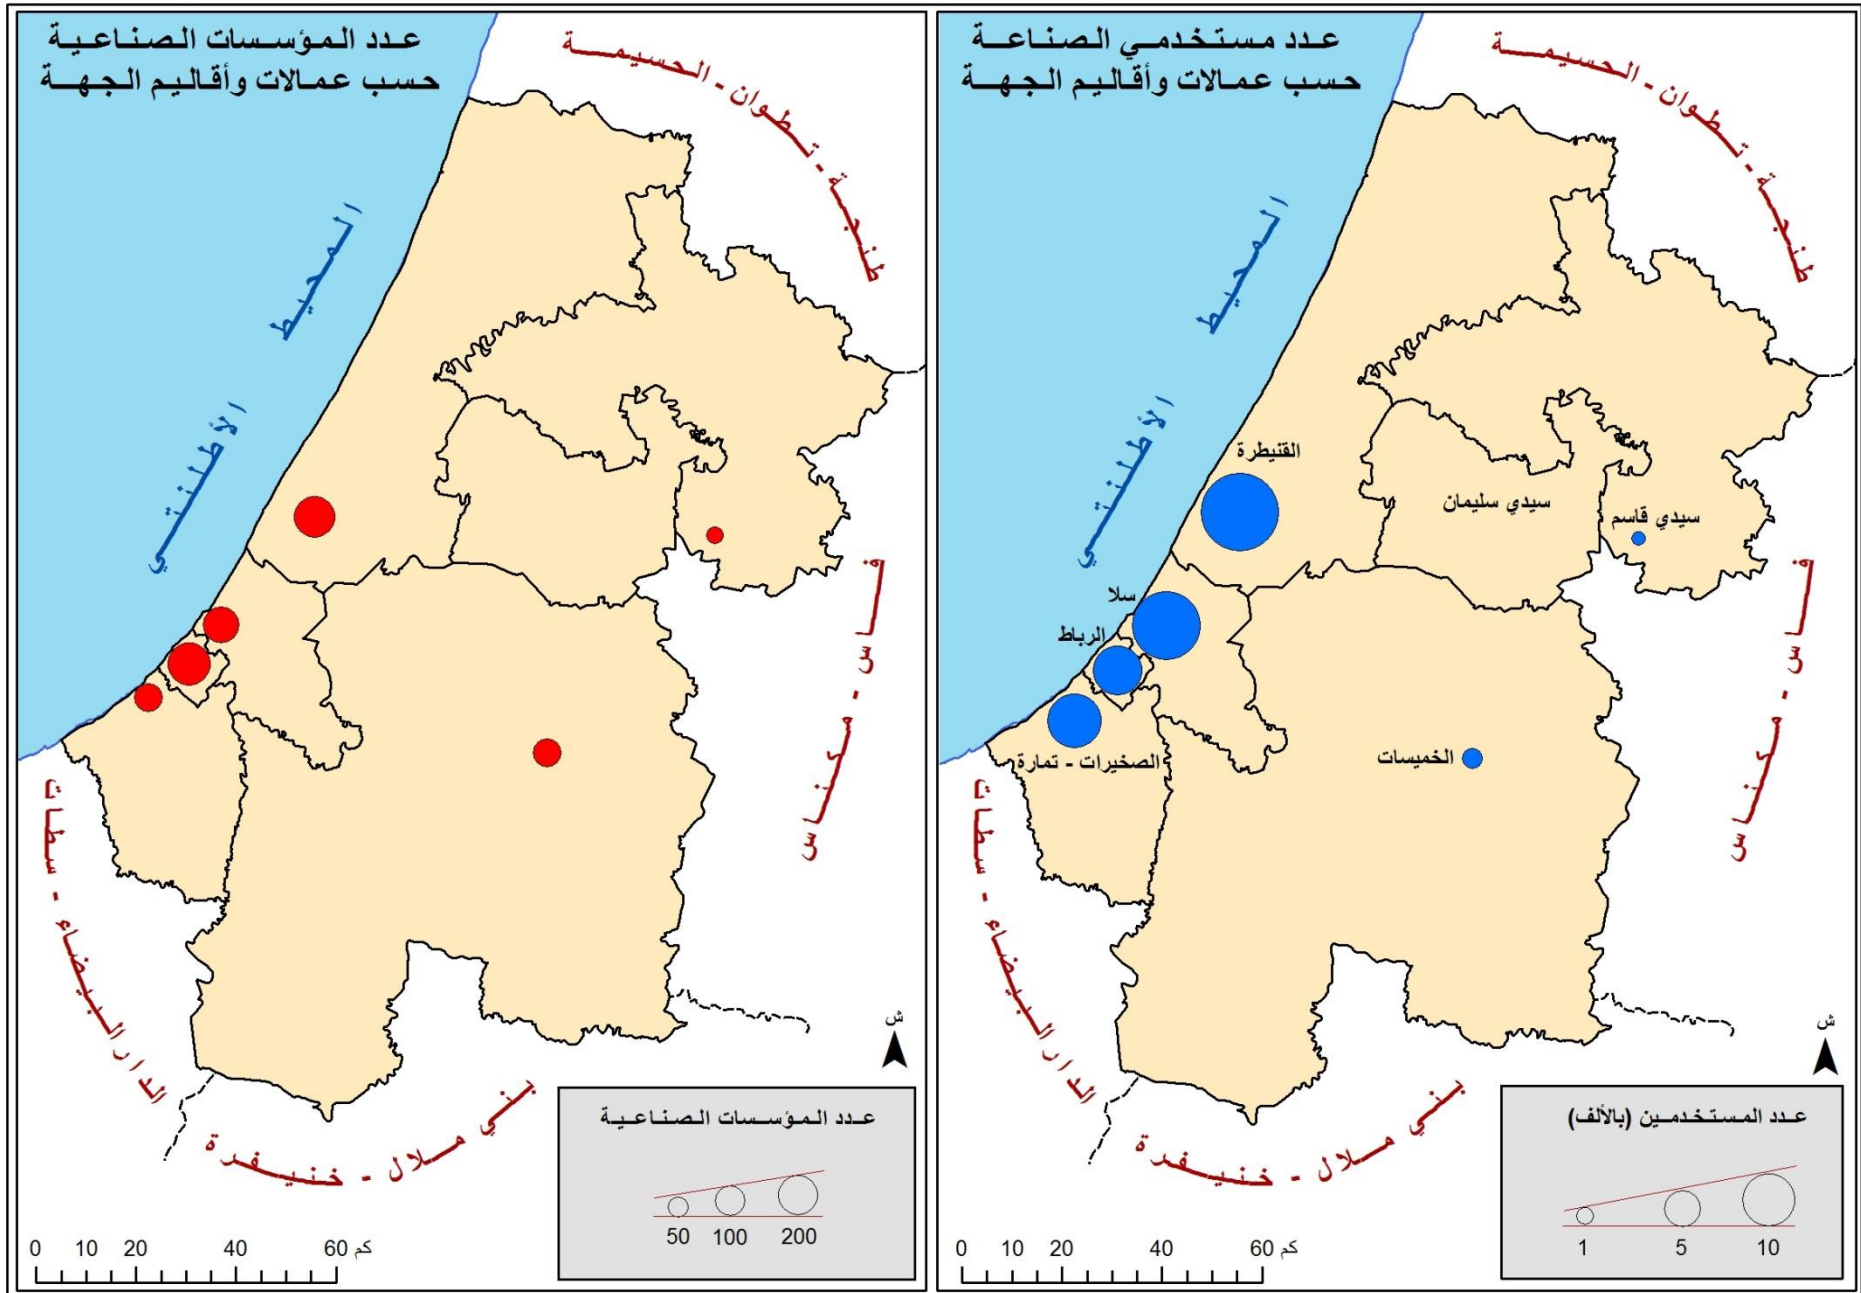 عدد المؤسسات الصناعية
حسب عمالات وأقاليم الجهة
طنجة - تطوان - الحسيمة
المحيط
الأطلنتي
فاس - مكناس
الدار البيضاء - سطات
بني ملال - خنيفرة
ش
عدد المؤسسات الصناعية
50 100 200
0 10 20 40 60 كم
عدد مستخدمي الصناعة
حسب عمالات وأقاليم الجهة
طنجة - تطوان - الحسيمة
المحيط
الأطلنتي
القنيطرة
سيدي سليمان
سيدي قاسم
سلا
الرباط
الصخيرات - تمارة
الخميسات
فاس - مكناس
الدار البيضاء - سطات
بني ملال - خنيفرة
ش
عدد المستخدمين (بالألف)
1 5 10
0 10 20 40 60 كم